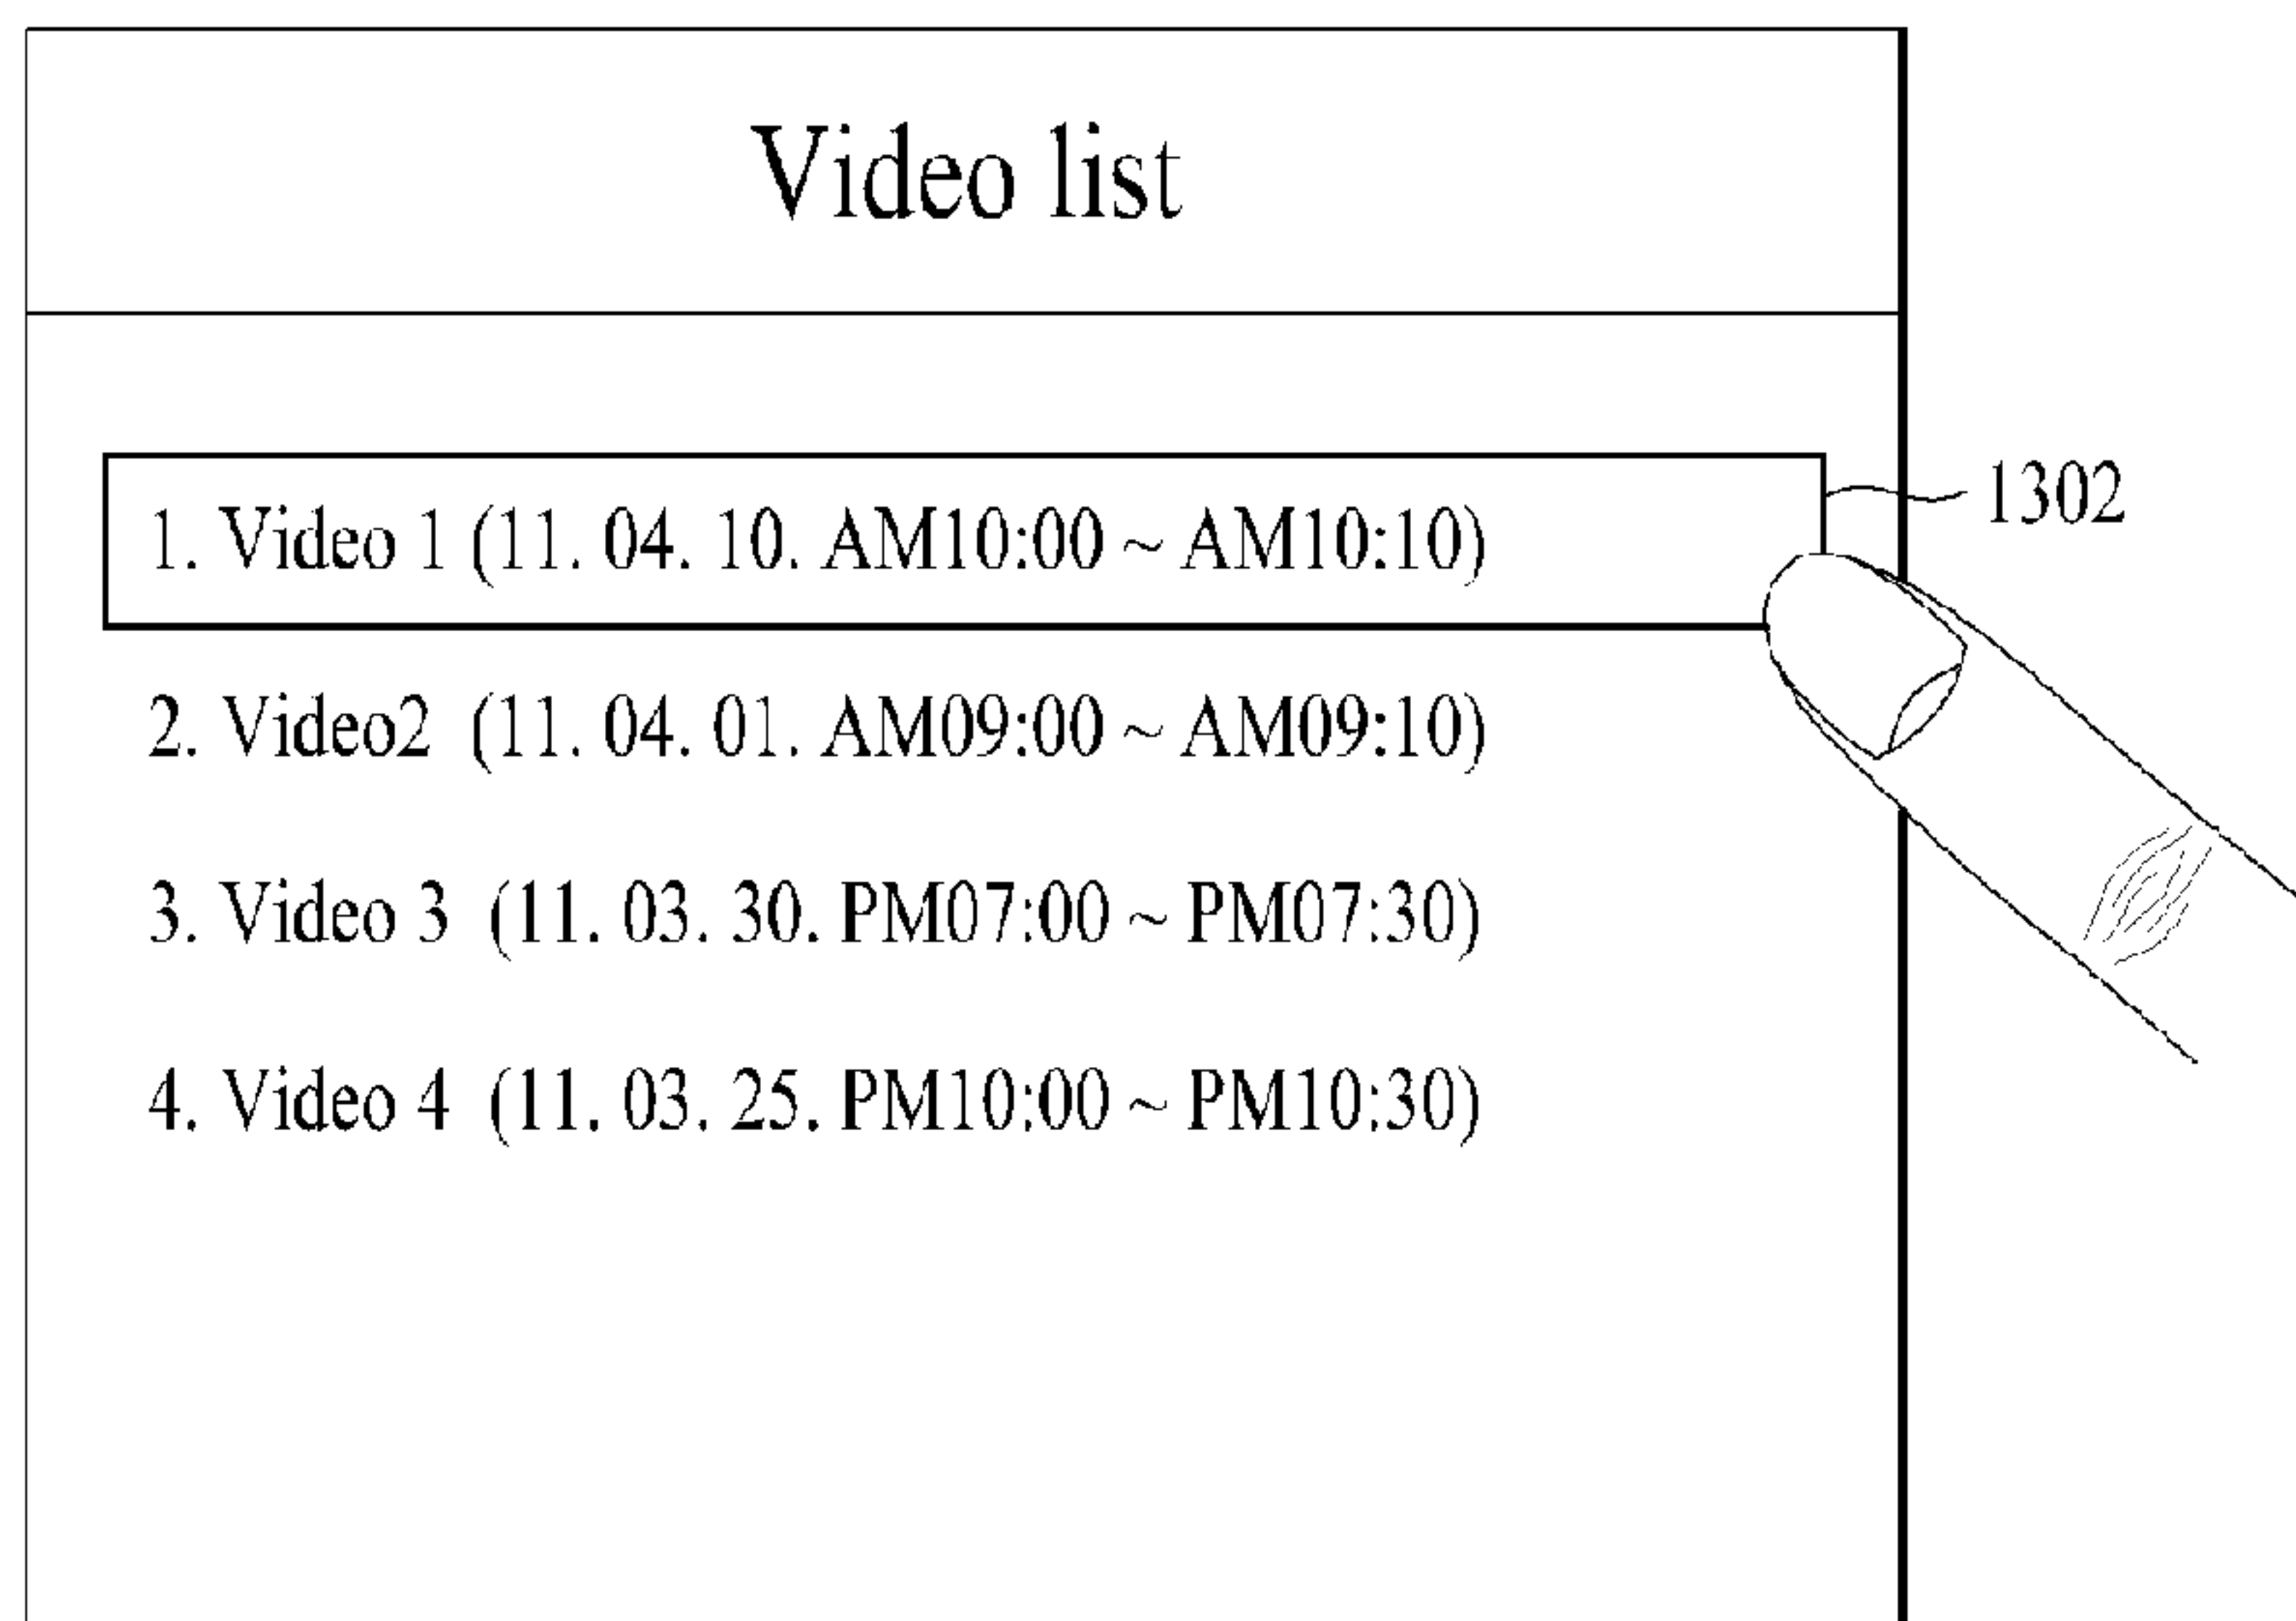 Video list
1. Video 1 (11. 04. 10. AM10:00 ~ AM10:10)
1302
2. Video2 (11. 04. 01. AM09:00 ~ AM09:10)
3. Video 3 (11. 03. 30. PM07:00 ~ PM07:30)
4. Video 4 (11. 03. 25. PM10:00 ~ PM10:30)